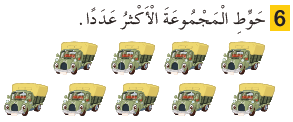 6 حَوِّطِ الْمَجْمُوعَةَ الْأَكْثَرُ عَدَدًا.